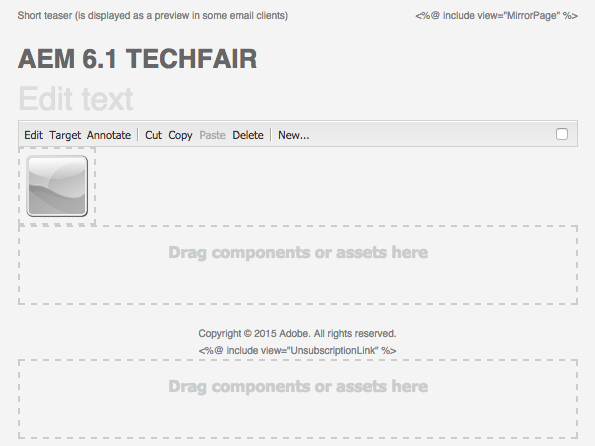 Short teaser (is displayed as a preview in some email clients) <%@ include view="MirrorPage" %>
AEM 6.1 TECHFAIR
Edit text
Edit Target Annotate Cut Copy Paste Delete New...
Drag components or assets here
Copyright © 2015 Adobe. All rights reserved.
<%@ include view="UnsubscriptionLink" %>
Drag components or assets here